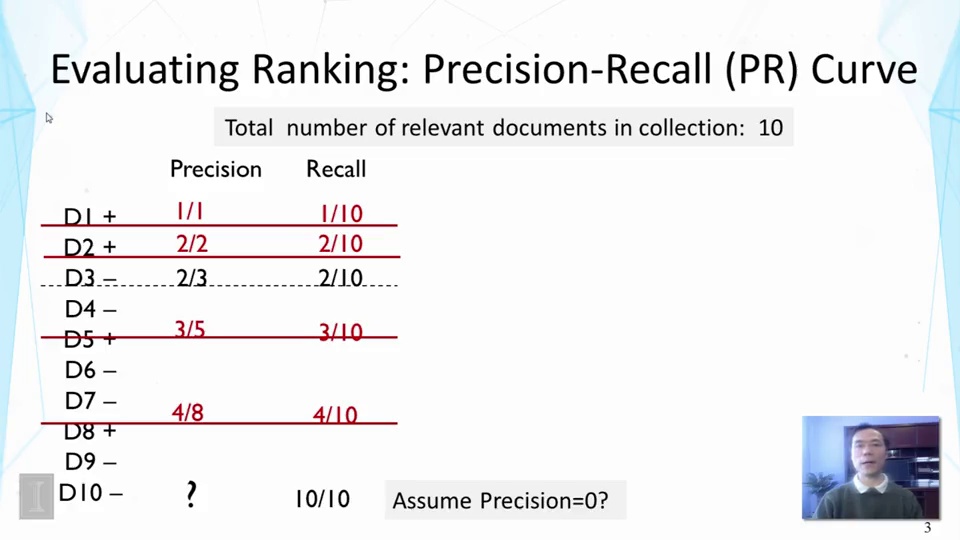 Evaluating Ranking: Precision-Recall (PR) Curve
Total number of relevant documents in collection: 10
Precision Recall
D1 + 1/1 1/10
D2 + 2/2 2/10
D3 – 2/3 2/10
D4 –
D5 + 3/5 3/10
D6 –
D7 –
D8 + 4/8 4/10
D9 –
D10 – ? 10/10 Assume Precision=0?
3